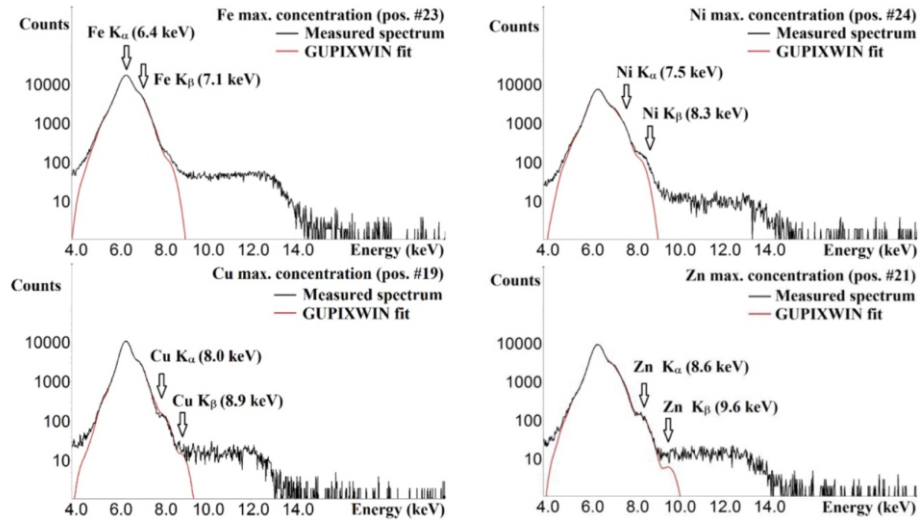 Fe max. concentration (pos. #23)
Counts
Measured spectrum
GUPIXWIN fit
Fe Kα (6.4 keV)
Fe Kβ (7.1 keV)
10000
1000
100
10
4.0 6.0 8.0 10.0 12.0 14.0
Energy (keV)
Ni max. concentration (pos. #24)
Counts
Measured spectrum
GUPIXWIN fit
Ni Kα (7.5 keV)
Ni Kβ (8.3 keV)
10000
1000
100
10
4.0 6.0 8.0 10.0 12.0 14.0
Energy (keV)
Cu max. concentration (pos. #19)
Counts
Measured spectrum
GUPIXWIN fit
Cu Kα (8.0 keV)
Cu Kβ (8.9 keV)
10000
1000
100
10
4.0 6.0 8.0 10.0 12.0 14.0
Energy (keV)
Zn max. concentration (pos. #21)
Counts
Measured spectrum
GUPIXWIN fit
Zn Kα (8.6 keV)
Zn Kβ (9.6 keV)
10000
1000
100
10
4.0 6.0 8.0 10.0 12.0 14.0
Energy (keV)